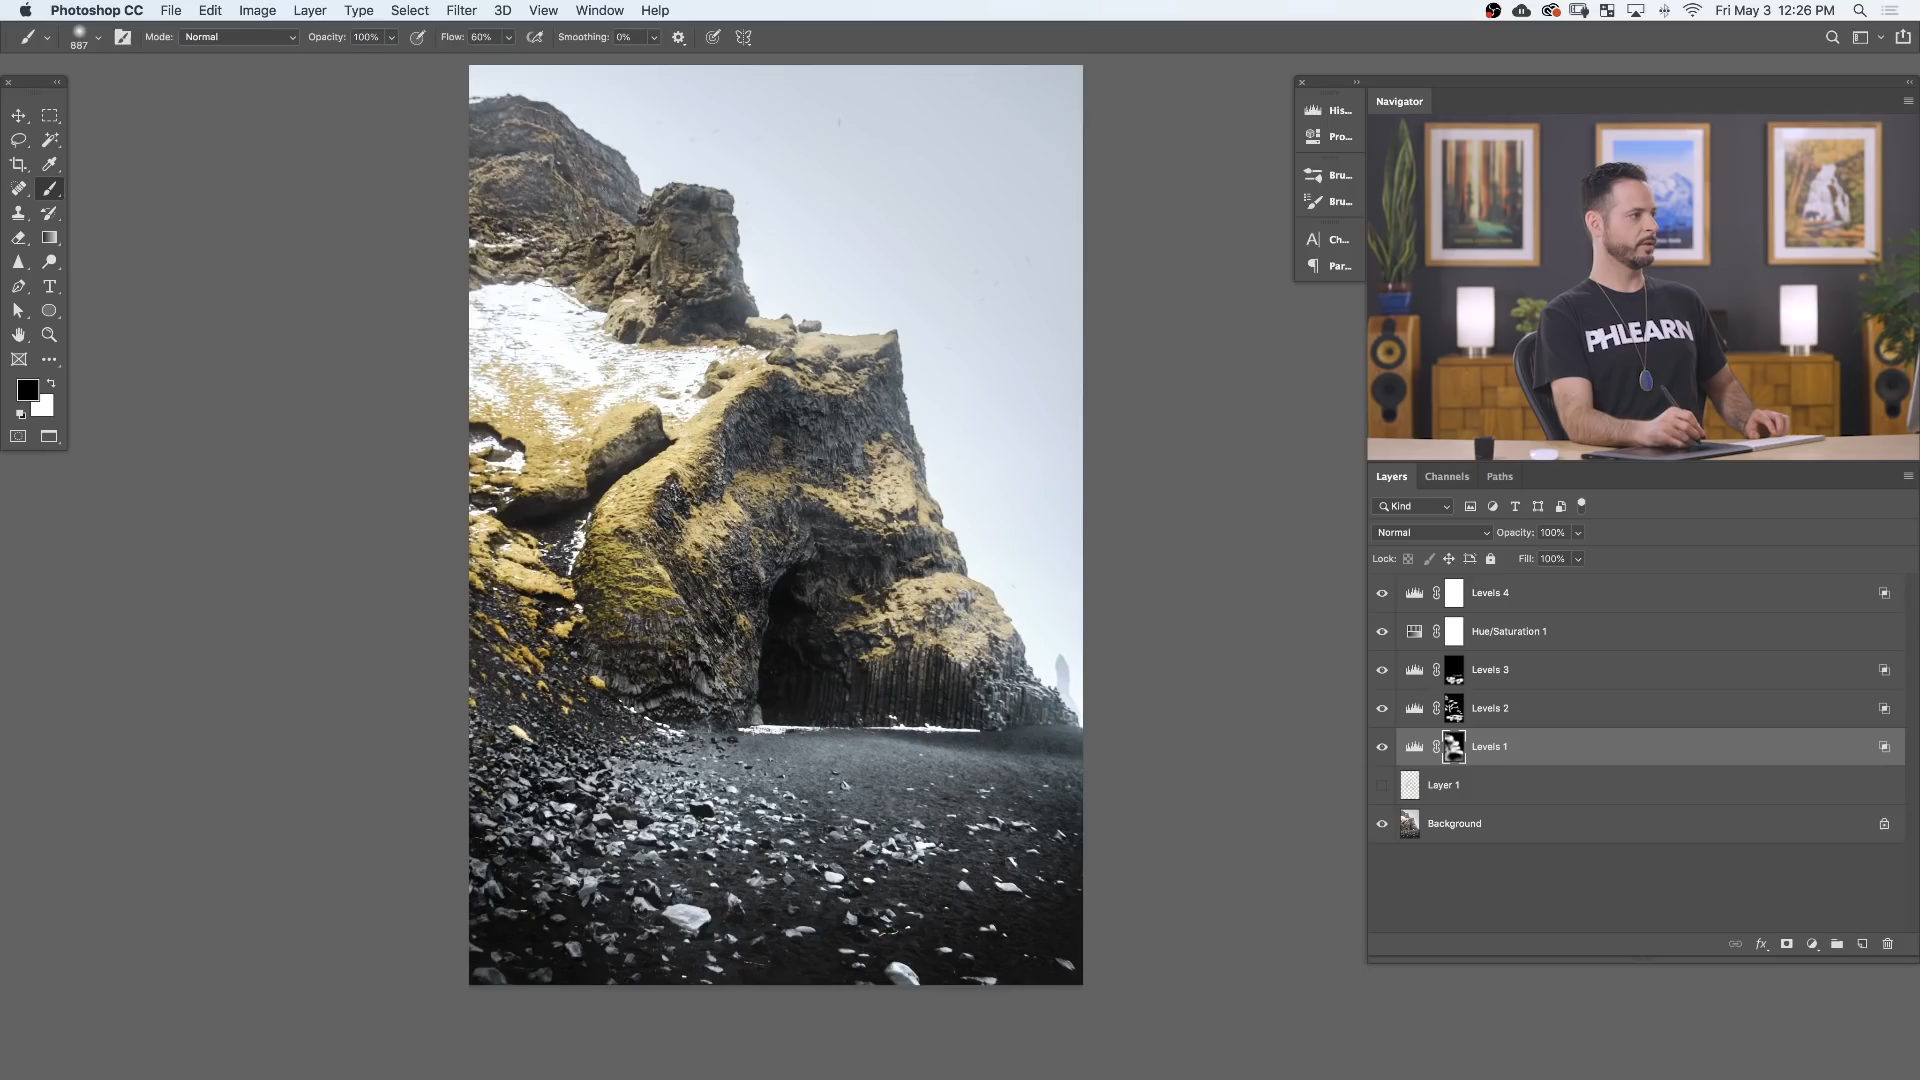 Photoshop CC File Edit Image Layer Type Select Filter 3D View Window Help Fri May 3 12:26 PM
887 Mode: Normal Opacity: 100% Flow: 60% Smoothing: 0%
Navigator
His...
Pro...
Bru...
Bru...
Ch...
Par...
PHLEARN
Layers Channels Paths
Kind
Normal Opacity: 100%
Lock: Fill: 100%
Levels 4
Hue/Saturation 1
Levels 3
Levels 2
Levels 1
Layer 1
Background
fx